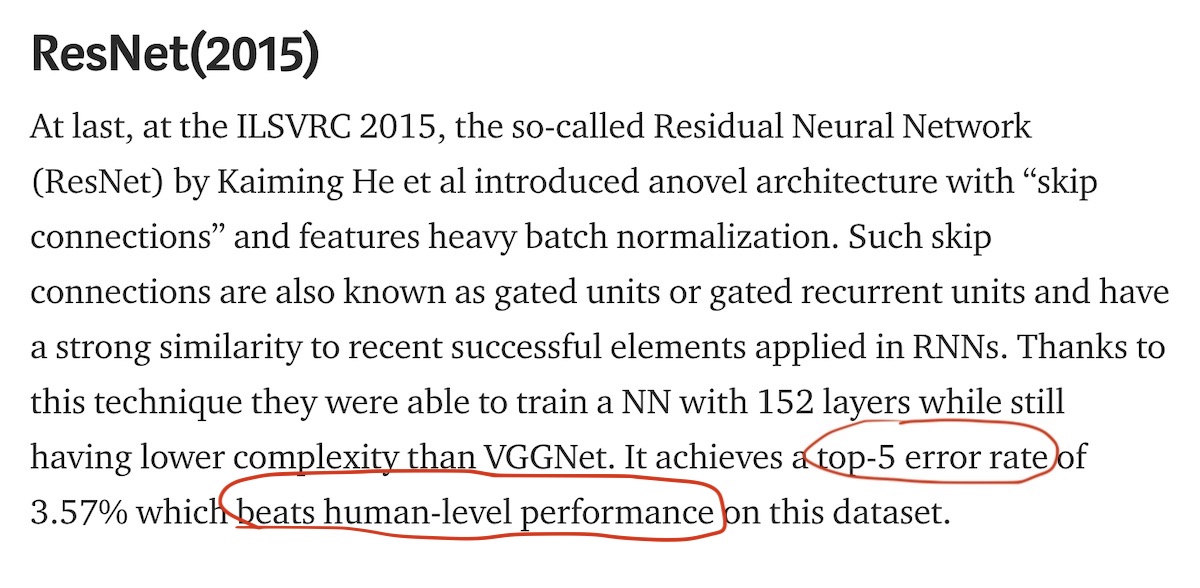 ResNet(2015)
At last, at the ILSVRC 2015, the so-called Residual Neural Network
(ResNet) by Kaiming He et al introduced anovel architecture with “skip
connections” and features heavy batch normalization. Such skip
connections are also known as gated units or gated recurrent units and have
a strong similarity to recent successful elements applied in RNNs. Thanks to
this technique they were able to train a NN with 152 layers while still
having lower complexity than VGGNet. It achieves a top-5 error rate of
3.57% which beats human-level performance on this dataset.